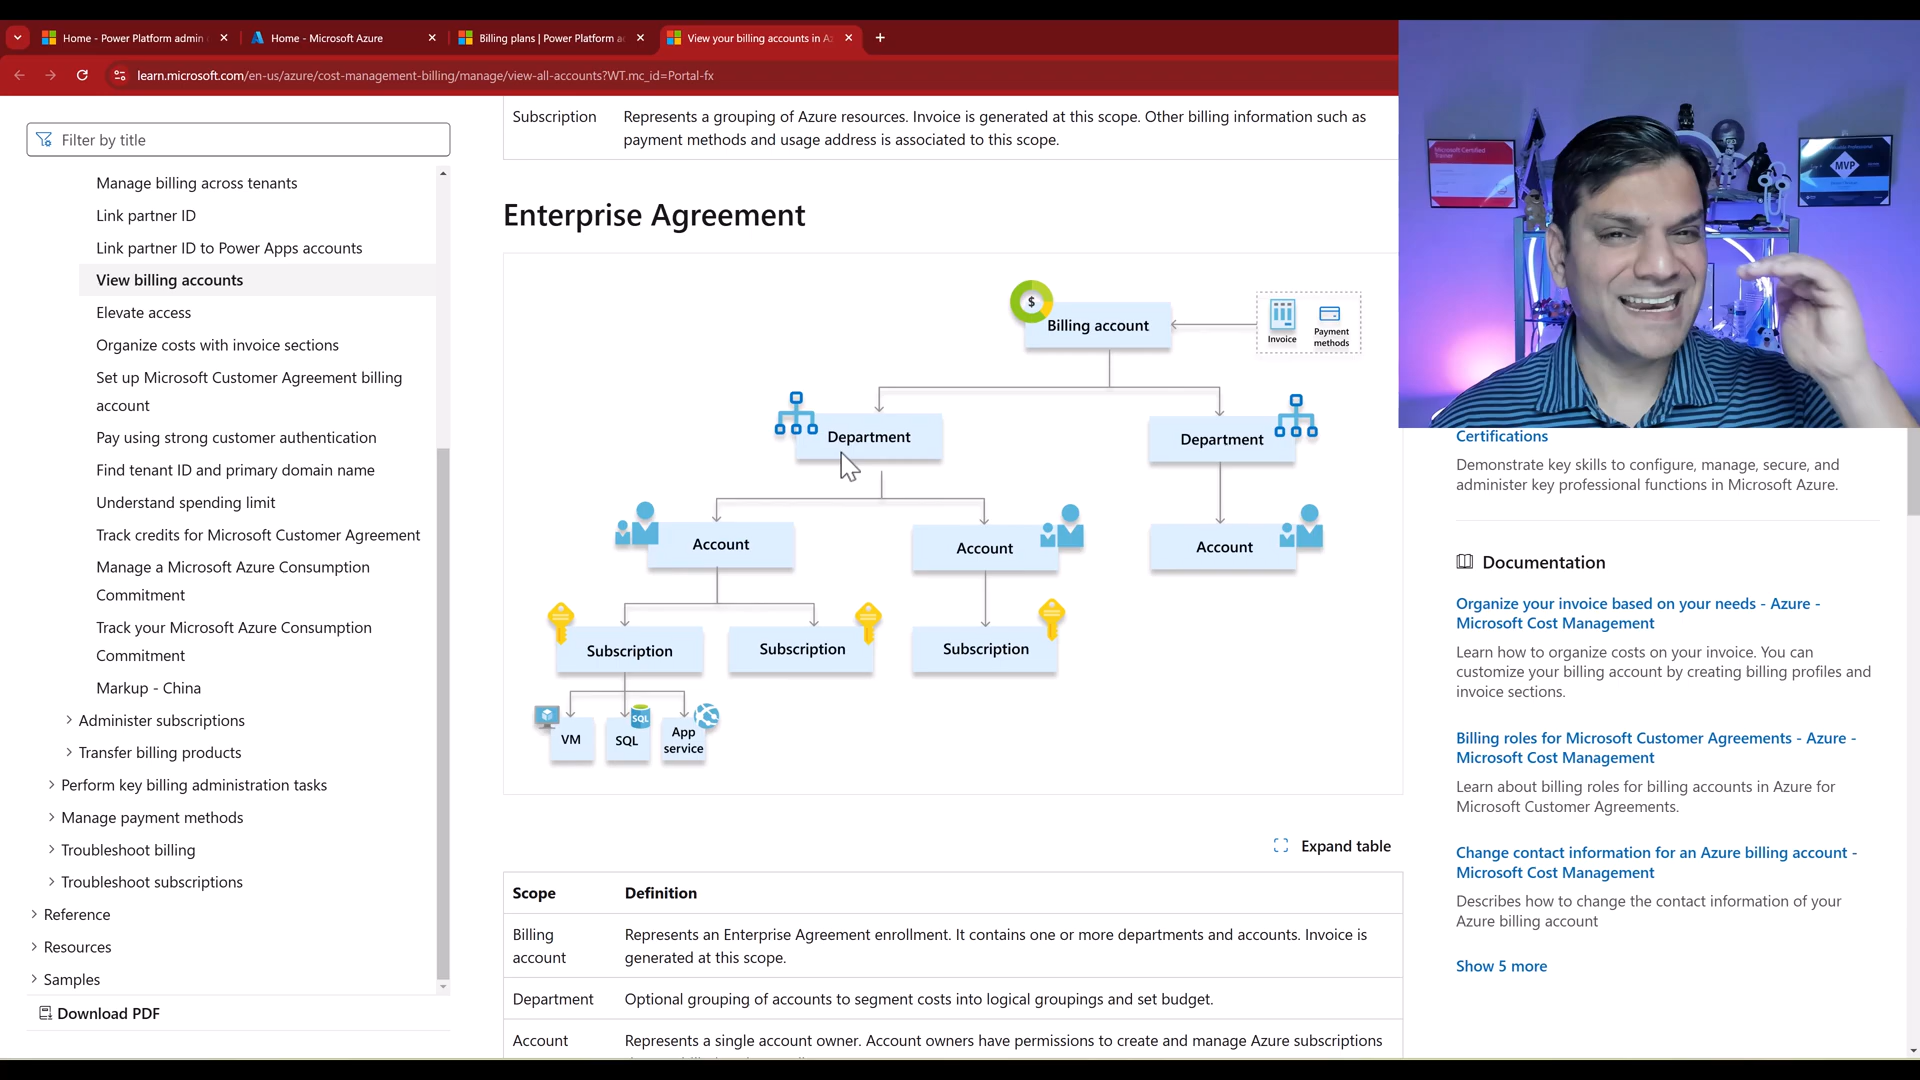 Home - Power Platform admin
Home - Microsoft Azure
Billing plans | Power Platform a
View your billing accounts in Az
learn.microsoft.com/en-us/azure/cost-management-billing/manage/view-all-accounts?WT.mc_id=Portal-fx
Filter by title
Manage billing across tenants
Link partner ID
Link partner ID to Power Apps accounts
View billing accounts
Elevate access
Organize costs with invoice sections
Set up Microsoft Customer Agreement billing
account
Pay using strong customer authentication
Find tenant ID and primary domain name
Understand spending limit
Track credits for Microsoft Customer Agreement
Manage a Microsoft Azure Consumption
Commitment
Track your Microsoft Azure Consumption
Commitment
Markup - China
Administer subscriptions
Transfer billing products
Perform key billing administration tasks
Manage payment methods
Troubleshoot billing
Troubleshoot subscriptions
Reference
Resources
Samples
Download PDF
Subscription
Represents a grouping of Azure resources. Invoice is generated at this scope. Other billing information such as
payment methods and usage address is associated to this scope.
Enterprise Agreement
$
Billing account
Invoice
Payment
methods
Department
Department
Account
Account
Account
Subscription
Subscription
Subscription
VM
SQL
SQL
App
service
Expand table
Scope
Definition
Billing
account
Represents an Enterprise Agreement enrollment. It contains one or more departments and accounts. Invoice is
generated at this scope.
Department
Optional grouping of accounts to segment costs into logical groupings and set budget.
Account
Represents a single account owner. Account owners have permissions to create and manage Azure subscriptions
Microsoft Certified
Trainer
MVP
Certifications
Demonstrate key skills to configure, manage, secure, and
administer key professional functions in Microsoft Azure.
Documentation
Organize your invoice based on your needs - Azure -
Microsoft Cost Management
Learn how to organize costs on your invoice. You can
customize your billing account by creating billing profiles and
invoice sections.
Billing roles for Microsoft Customer Agreements - Azure -
Microsoft Cost Management
Learn about billing roles for billing accounts in Azure for
Microsoft Customer Agreements.
Change contact information for an Azure billing account -
Microsoft Cost Management
Describes how to change the contact information of your
Azure billing account
Show 5 more